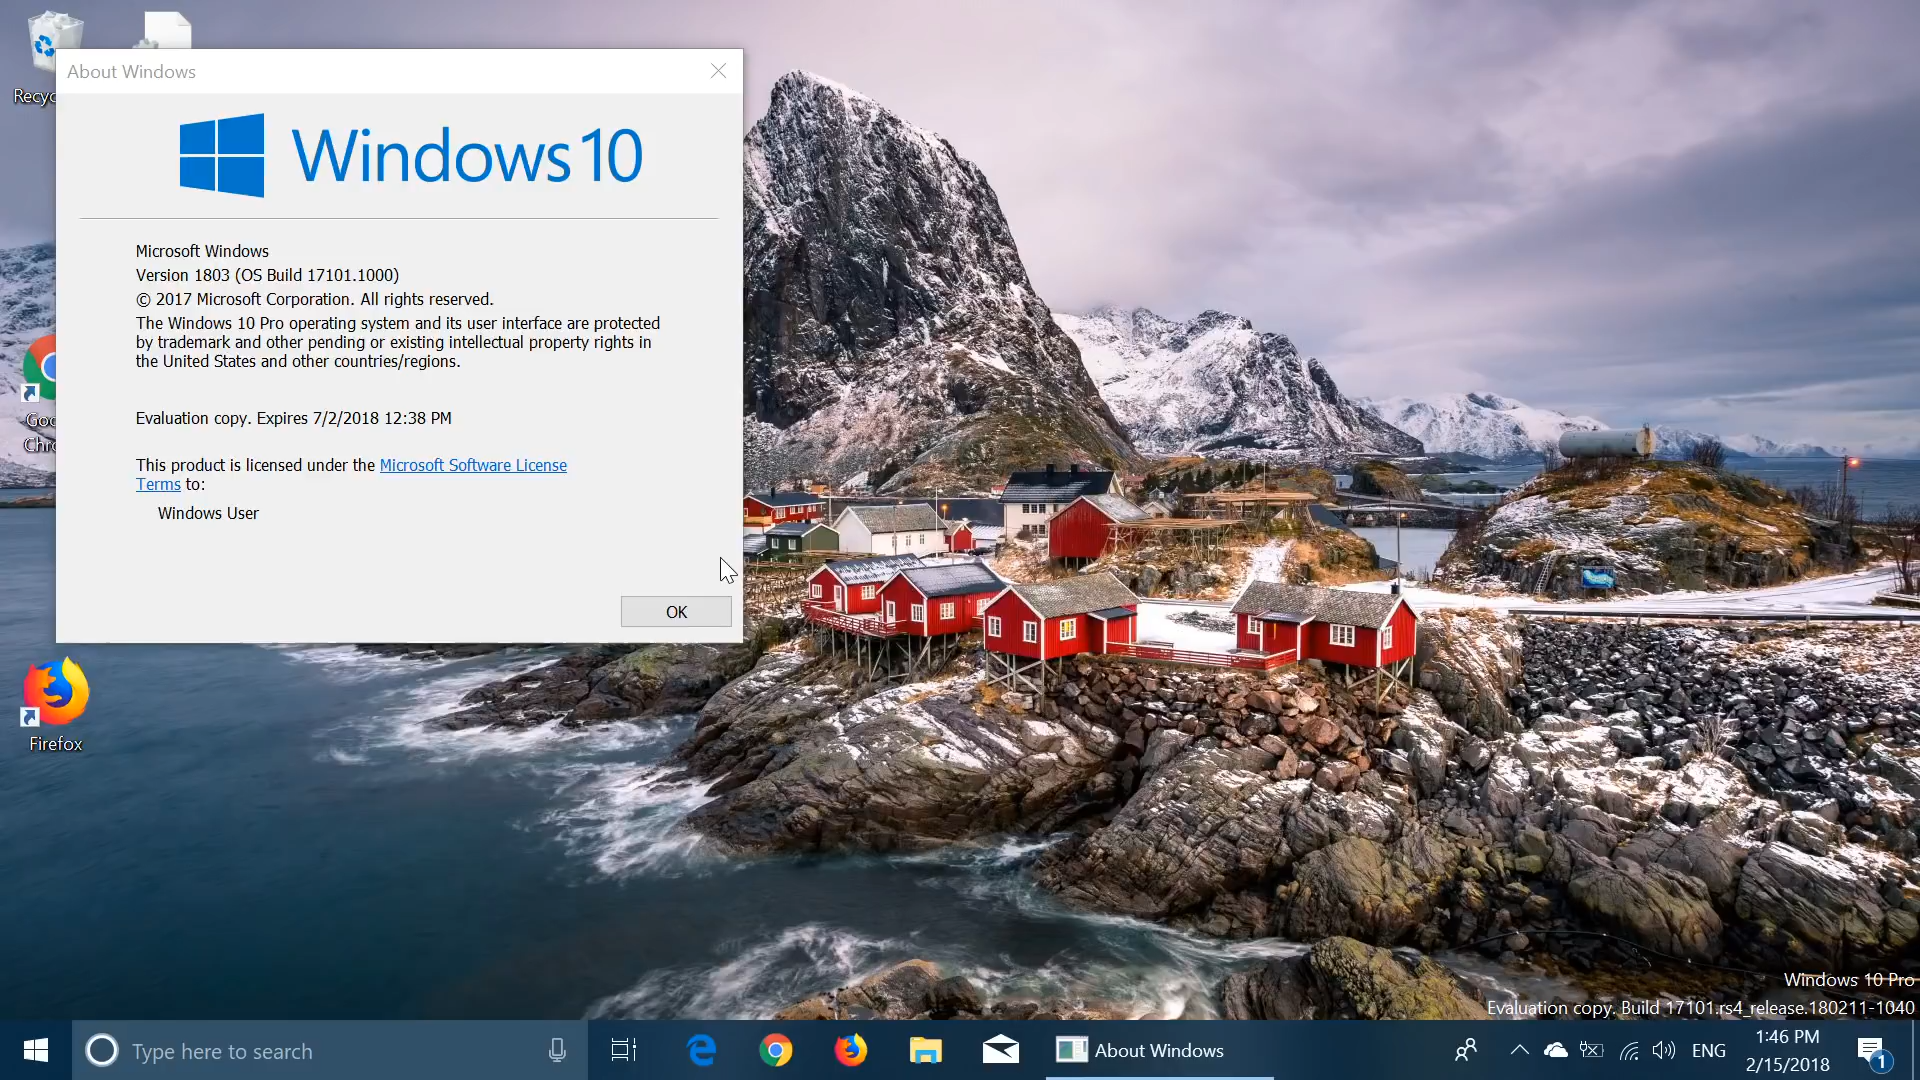 Recyc
About Windows
Windows 10
Microsoft Windows
Version 1803 (OS Build 17101.1000)
© 2017 Microsoft Corporation. All rights reserved.
The Windows 10 Pro operating system and its user interface are protected
by trademark and other pending or existing intellectual property rights in
the United States and other countries/regions.
Evaluation copy. Expires 7/2/2018 12:38 PM
This product is licensed under the Microsoft Software License
Terms to:
Windows User
OK
Goo
Chro
Firefox
Windows 10 Pro
Evaluation copy. Build 17101.rs4_release.180211-1040
Type here to search
About Windows
ENG
1:46 PM
2/15/2018
1